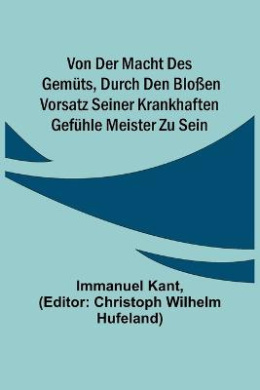 Von Der Macht Des
Gemüts, Durch Den Bloßen
Vorsatz Seiner Krankhaften
Gefühle Meister Zu Sein
Immanuel Kant,
(Editor: Christoph Wilhelm
Hufeland)